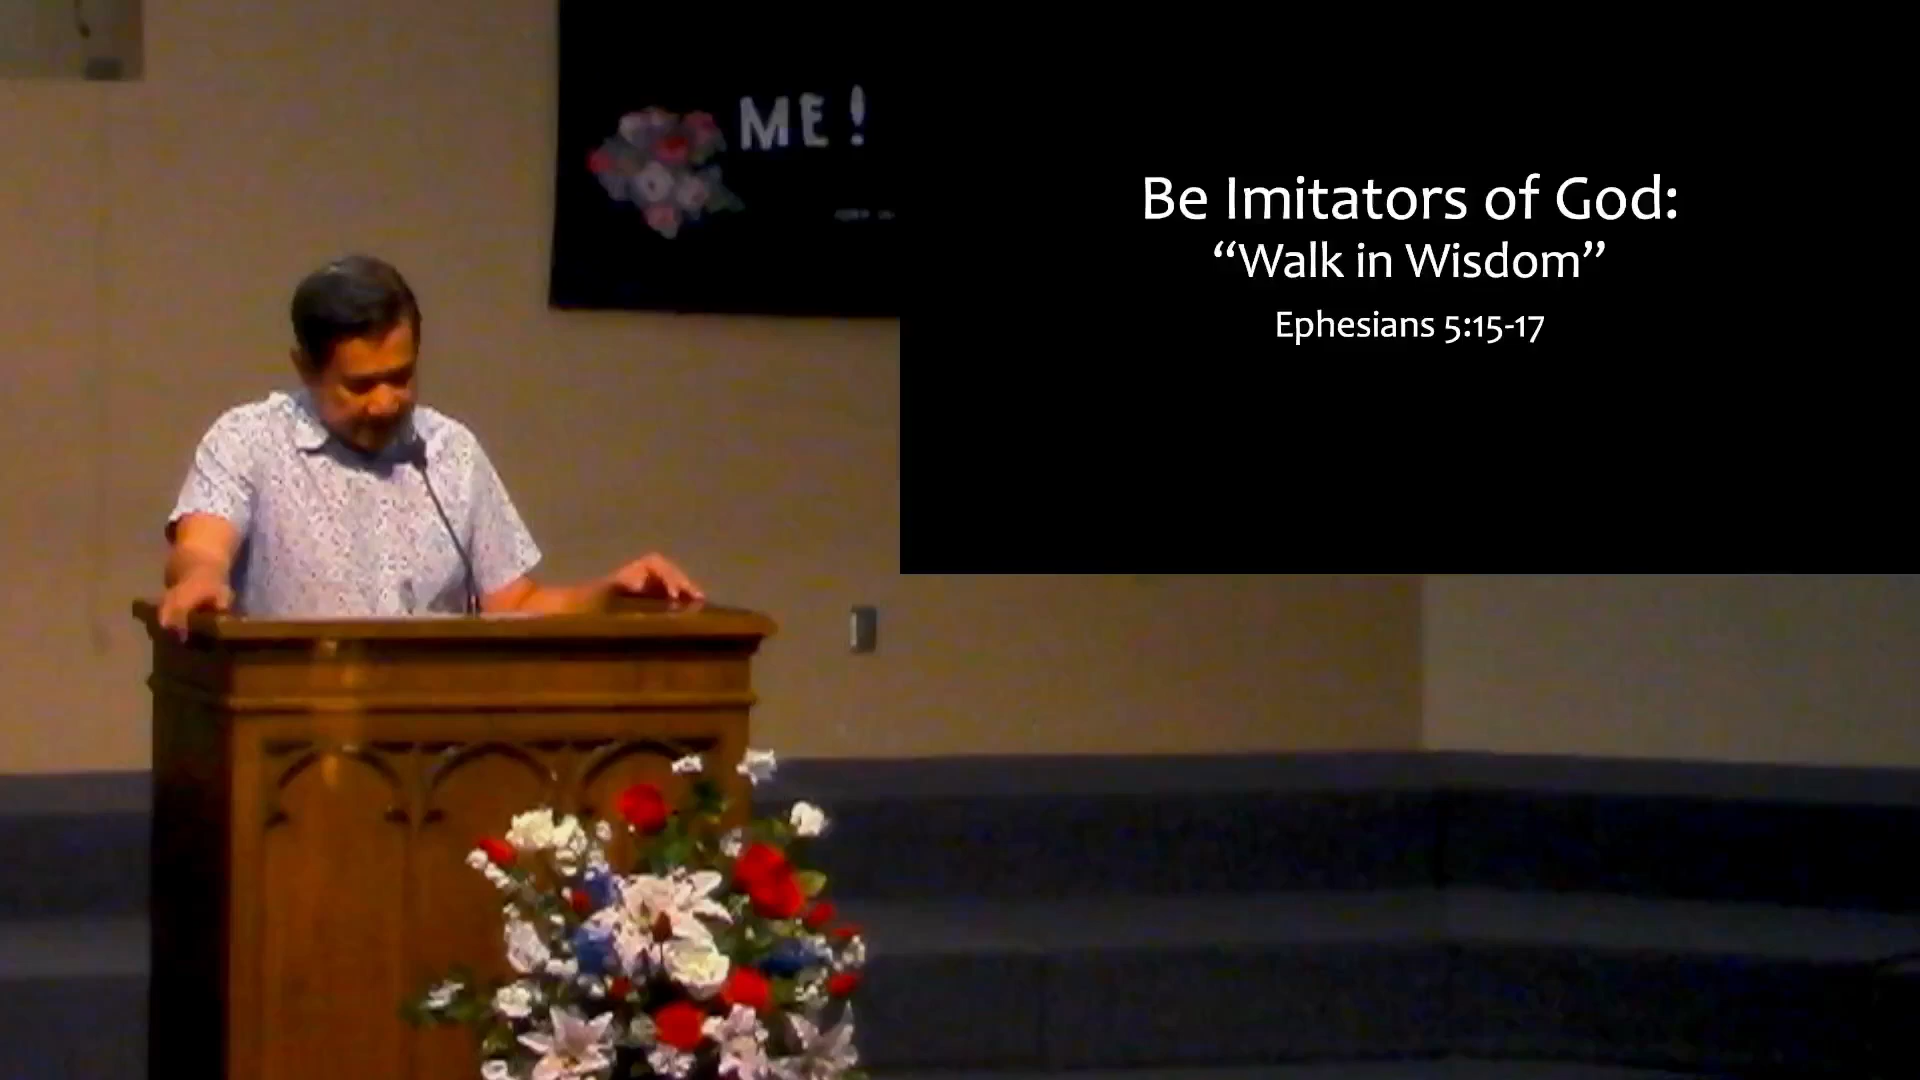 ME!
Be Imitators of God:
“Walk in Wisdom”
Ephesians 5:15-17